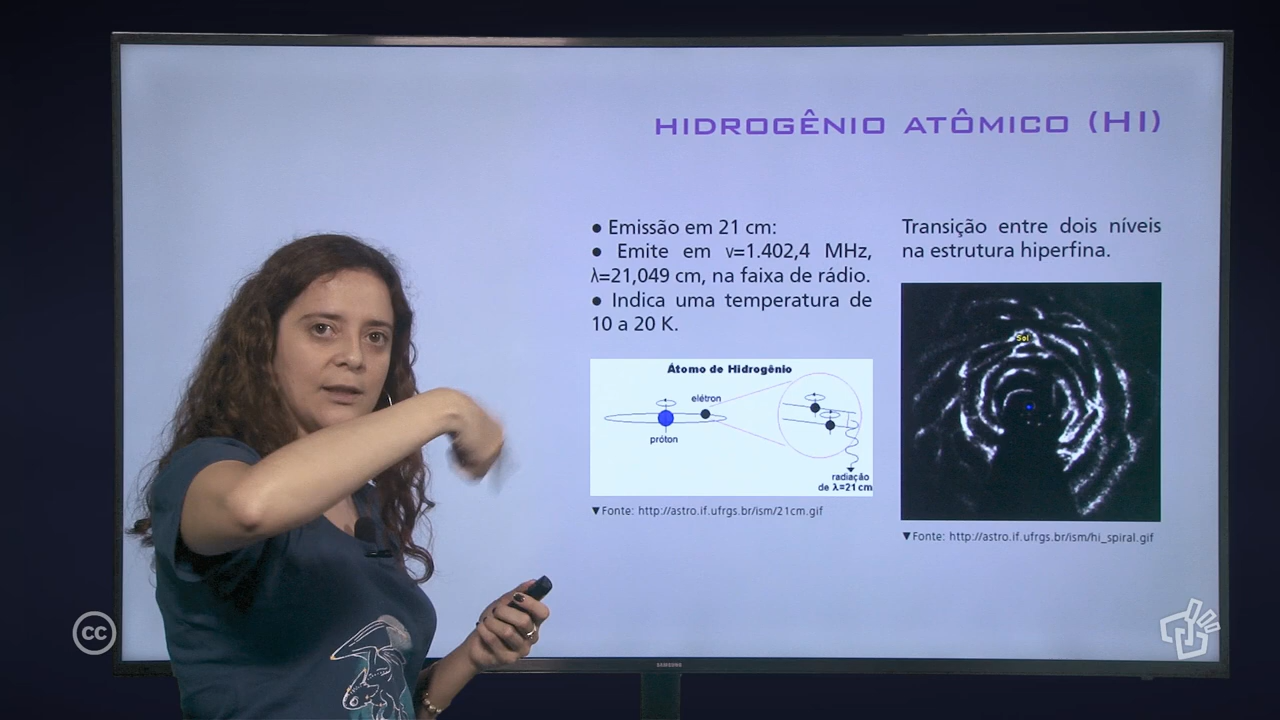 HIDROGÊNIO ATÔMICO (HI)
● Emissão em 21 cm:
● Emite em ν=1.402,4 MHz,
λ=21,049 cm, na faixa de rádio.
● Indica uma temperatura de
10 a 20 K.
Átomo de Hidrogênio
elétron
próton
radiação
de λ=21 cm
▼Fonte: http://astro.if.ufrgs.br/ism/21cm.gif
Transição entre dois níveis
na estrutura hiperfina.
Sol
▼Fonte: http://astro.if.ufrgs.br/ism/hi_spiral.gif
cc
SAMSUNG